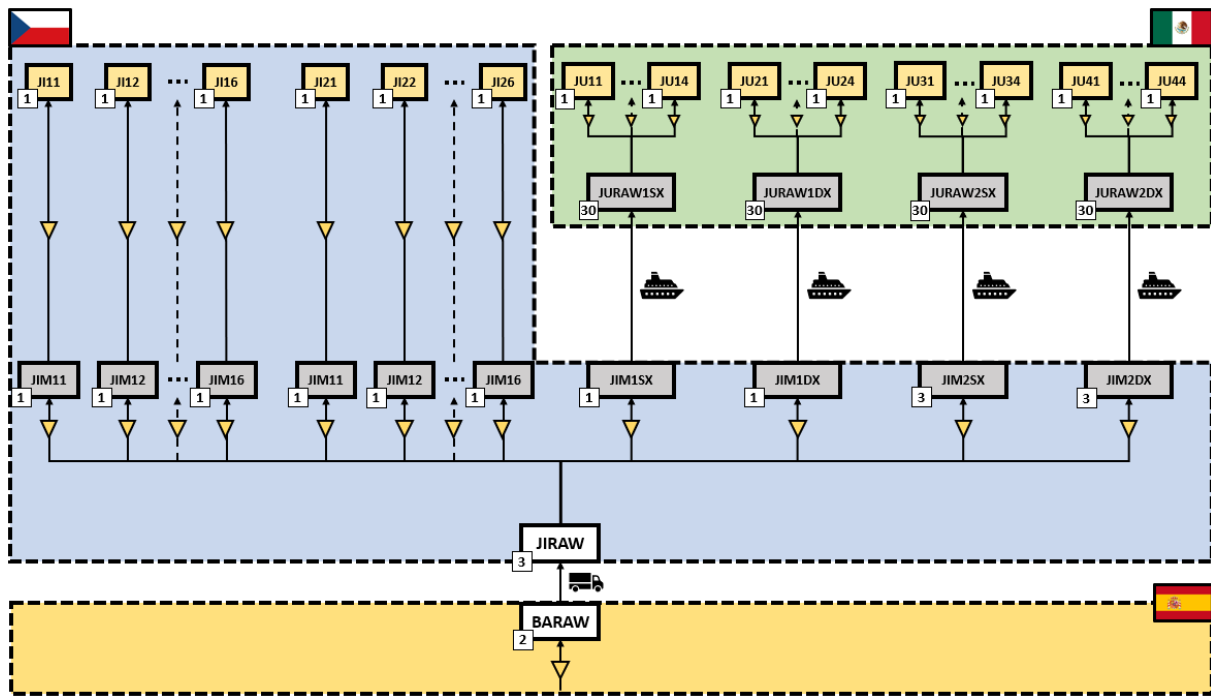 JI11 JI12 ... JI16 JI21 JI22 ... JI26 JU11 ... JU14 JU21 ... JU24 JU31 ... JU34 JU41 ... JU44
1 1 1 1 1 1 1 1 1 1 1 1 1 1
JURAW1SX JURAW1DX JURAW2SX JURAW2DX
30 30 30 30
JIM11 JIM12 ... JIM16 JIM11 JIM12 ... JIM16 JIM1SX JIM1DX JIM2SX JIM2DX
1 1 1 1 1 1 1 1 3 3
JIRAW
3
BARAW
2